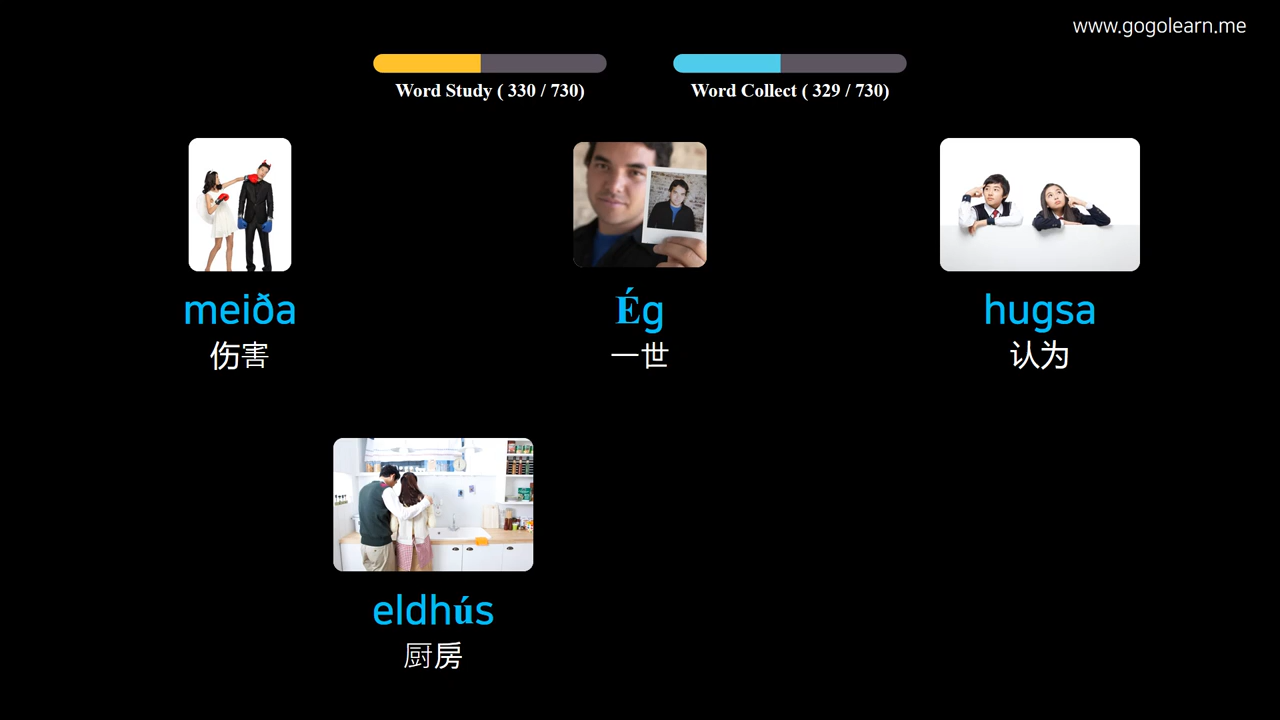 www.gogolearn.me
Word Study ( 330 / 730)
Word Collect ( 329 / 730)
meiða
伤害
Ég
一世
hugsa
认为
eldhús
厨房